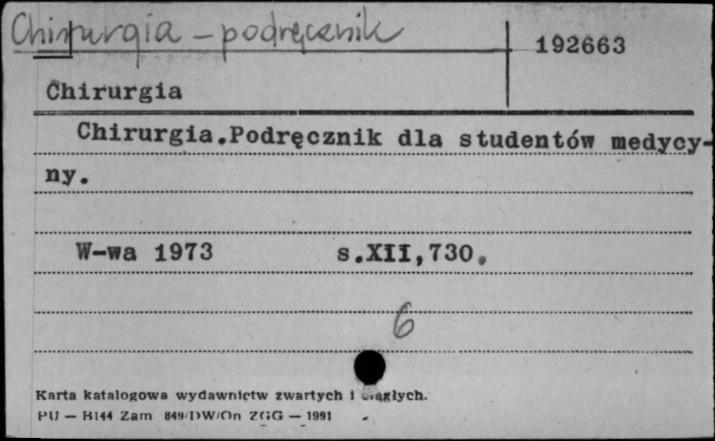 Chirurgia – podręcznik
192663
Chirurgia
Chirurgia.Podręcznik dla studentów medycy-
ny.
W-wa 1973 s.XII,730.
6
Karta katalogowa wydawnictw zwartych i ciągłych.
PU — B144 Zam 849/DW/On ZGG — 1991